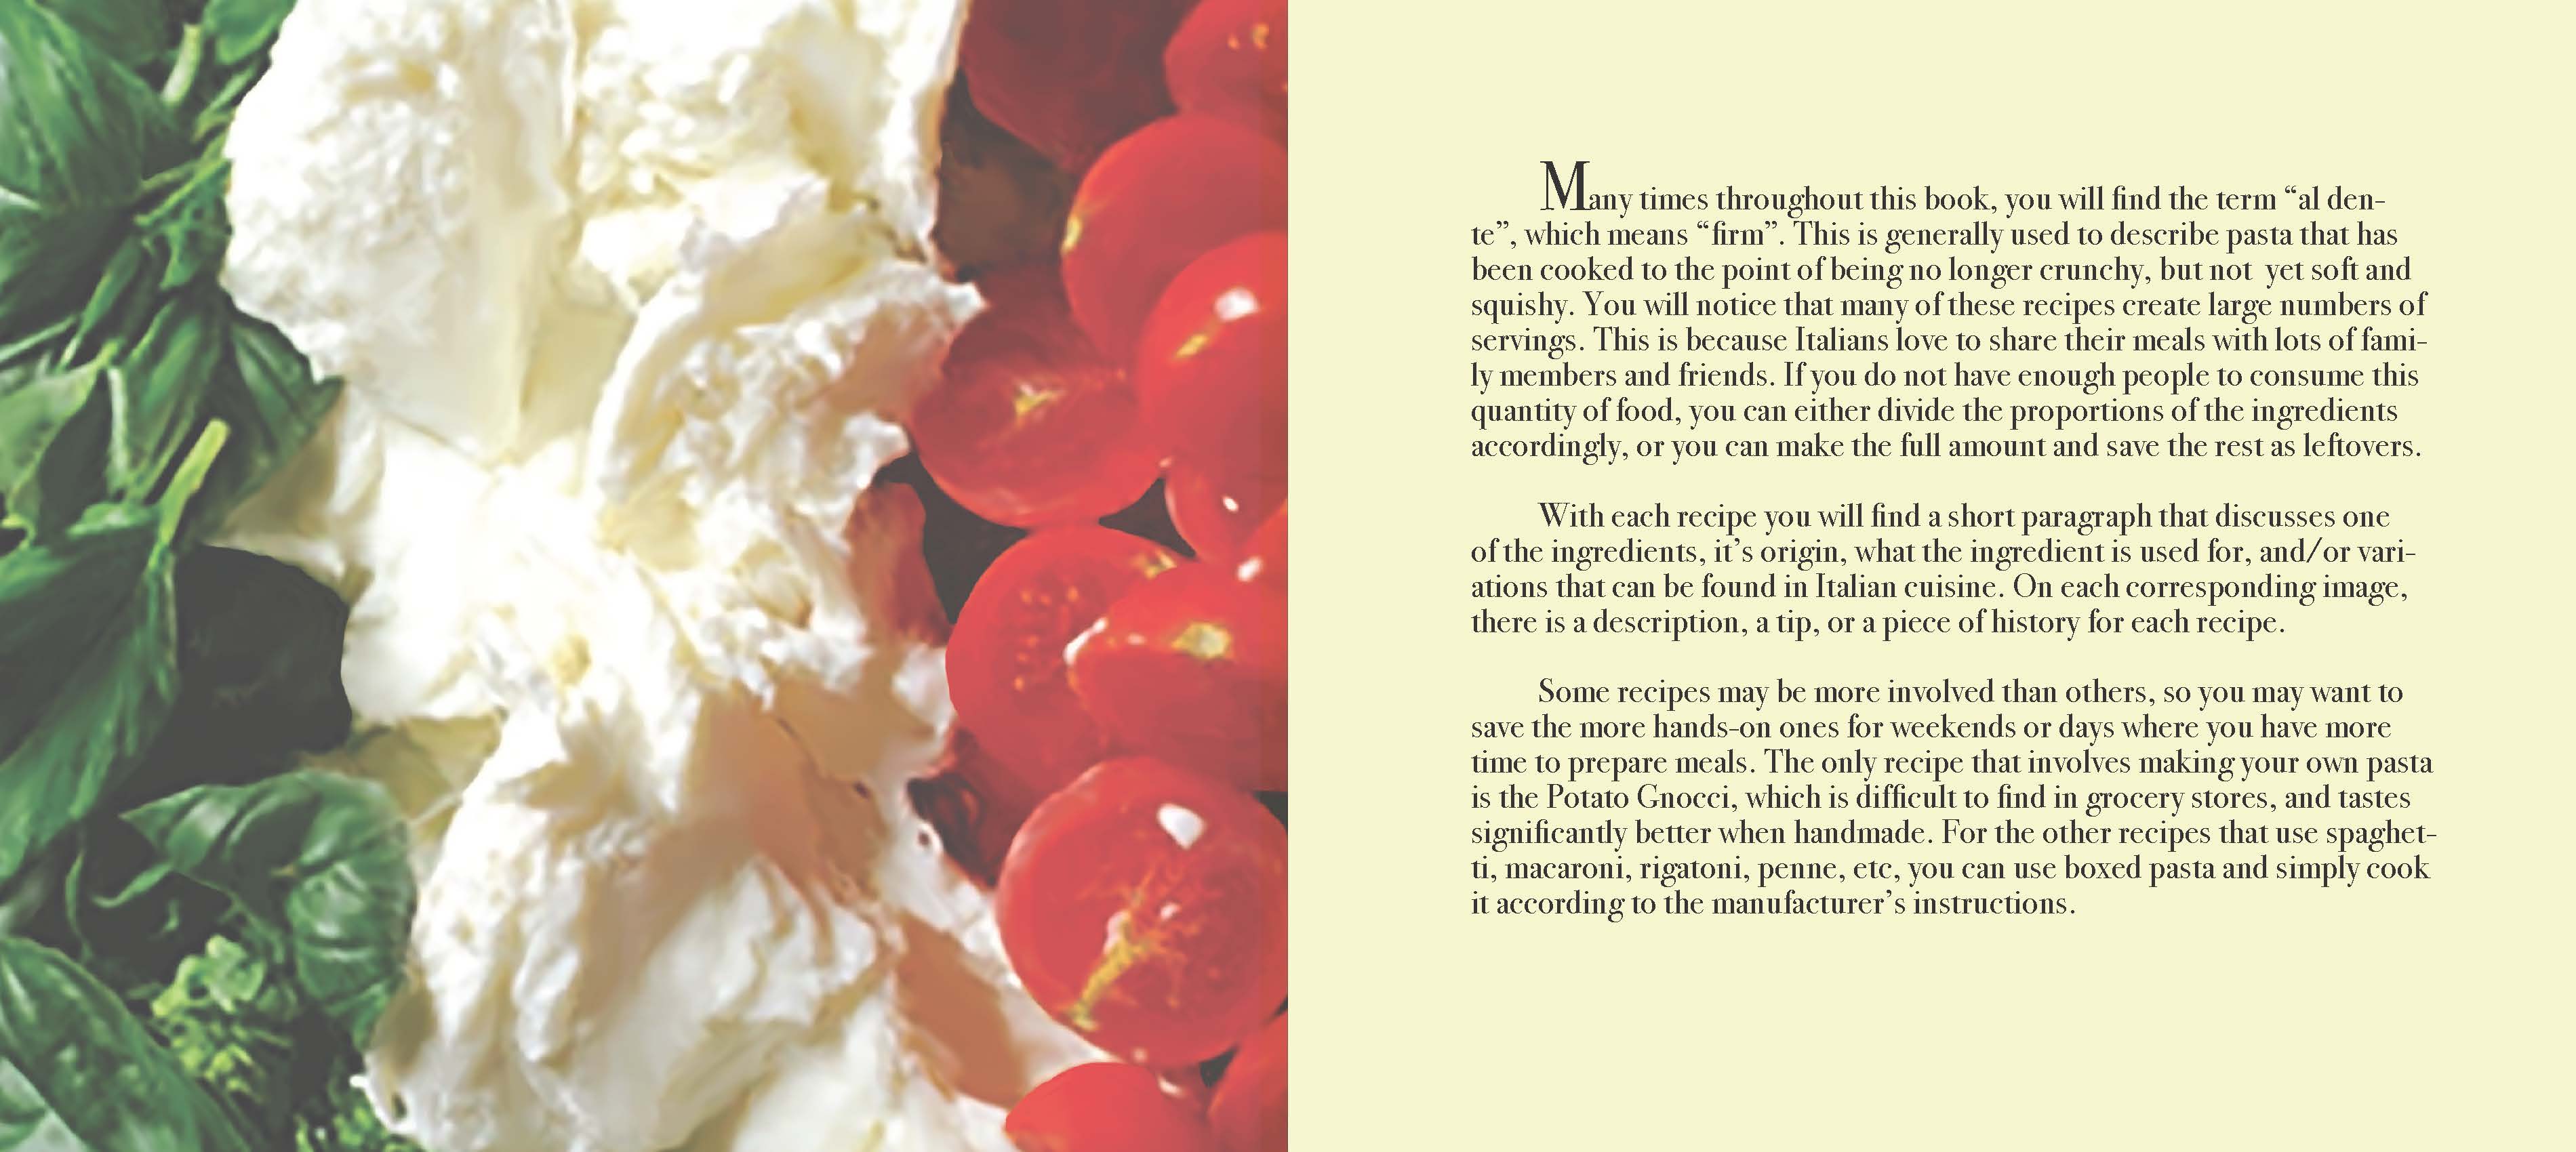 Many times throughout this book, you will find the term “al den-
te”, which means “firm”. This is generally used to describe pasta that has
been cooked to the point of being no longer crunchy, but not  yet soft and
squishy. You will notice that many of these recipes create large numbers of
servings. This is because Italians love to share their meals with lots of fami-
ly members and friends. If you do not have enough people to consume this
quantity of food, you can either divide the proportions of the ingredients
accordingly, or you can make the full amount and save the rest as leftovers.
With each recipe you will find a short paragraph that discusses one
of the ingredients, it’s origin, what the ingredient is used for, and/or vari-
ations that can be found in Italian cuisine. On each corresponding image,
there is a description, a tip, or a piece of history for each recipe.
Some recipes may be more involved than others, so you may want to
save the more hands-on ones for weekends or days where you have more
time to prepare meals. The only recipe that involves making your own pasta
is the Potato Gnocci, which is difficult to find in grocery stores, and tastes
significantly better when handmade. For the other recipes that use spaghet-
ti, macaroni, rigatoni, penne, etc, you can use boxed pasta and simply cook
it according to the manufacturer’s instructions.